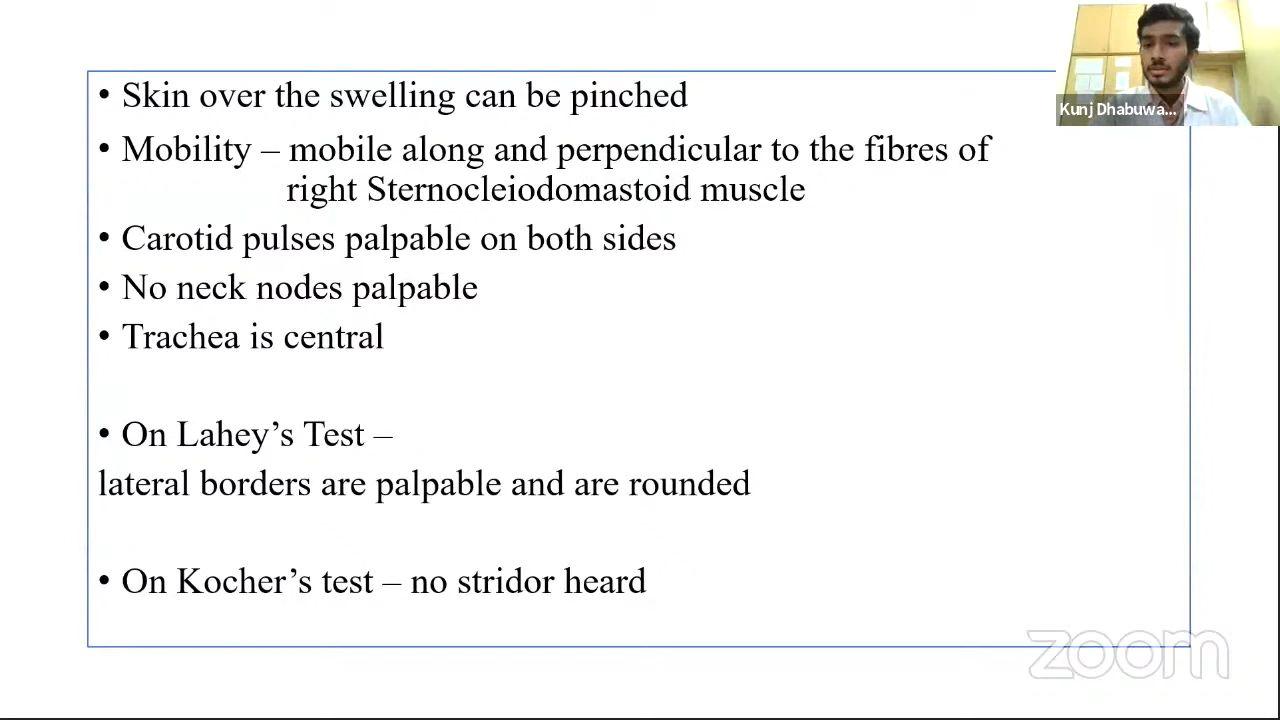 • Skin over the swelling can be pinched
• Mobility – mobile along and perpendicular to the fibres of
right Sternocleiodomastoid muscle
• Carotid pulses palpable on both sides
• No neck nodes palpable
• Trachea is central
• On Lahey’s Test –
lateral borders are palpable and are rounded
• On Kocher’s test – no stridor heard
Kunj Dhabuwa...
zoom